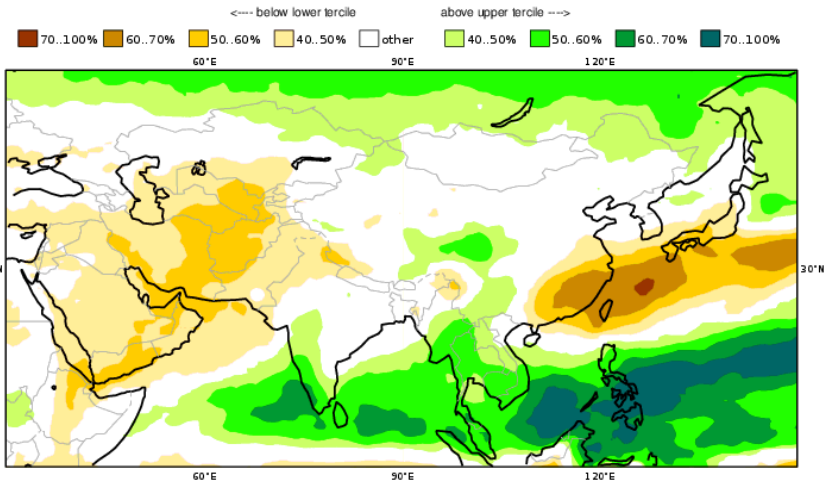 <---- below lower tercile above upper tercile ---->
70..100% 60..70% 50..60% 40..50% other 40..50% 50..60% 60..70% 70..100%
60°E 90°E 120°E
30°N
60°E 90°E 120°E